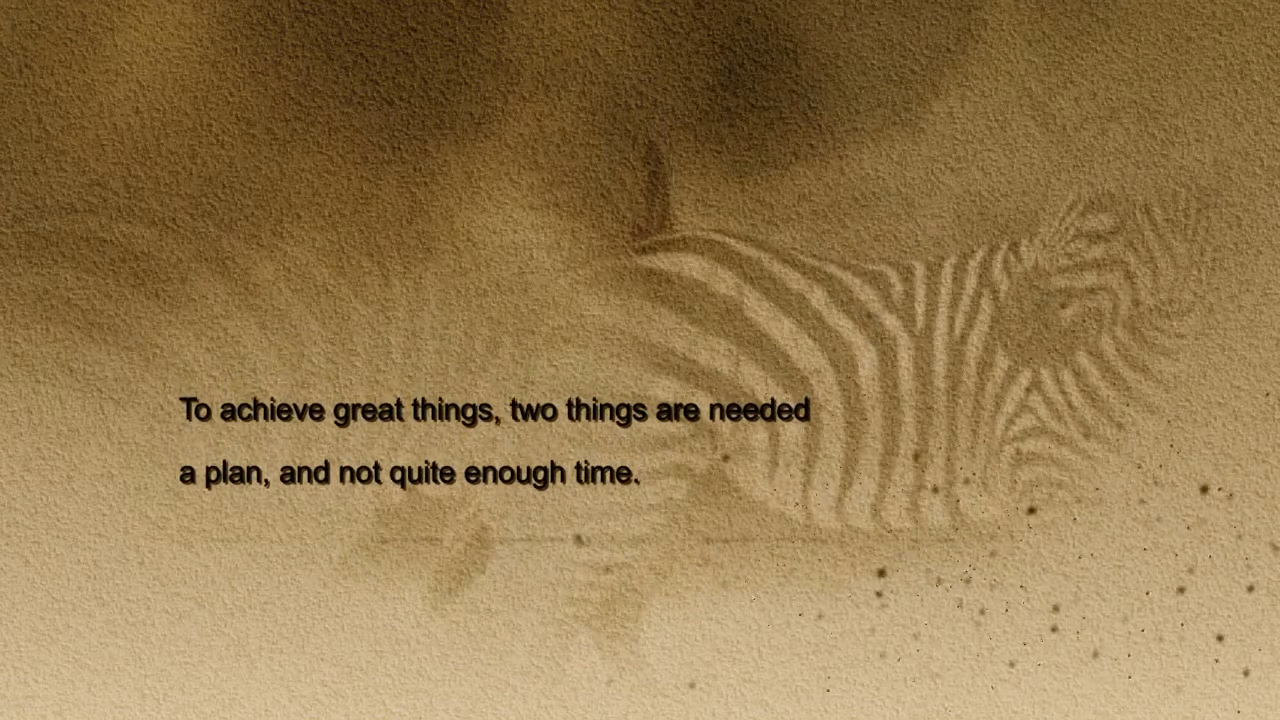 To achieve great things, two things are needed
a plan, and not quite enough time.